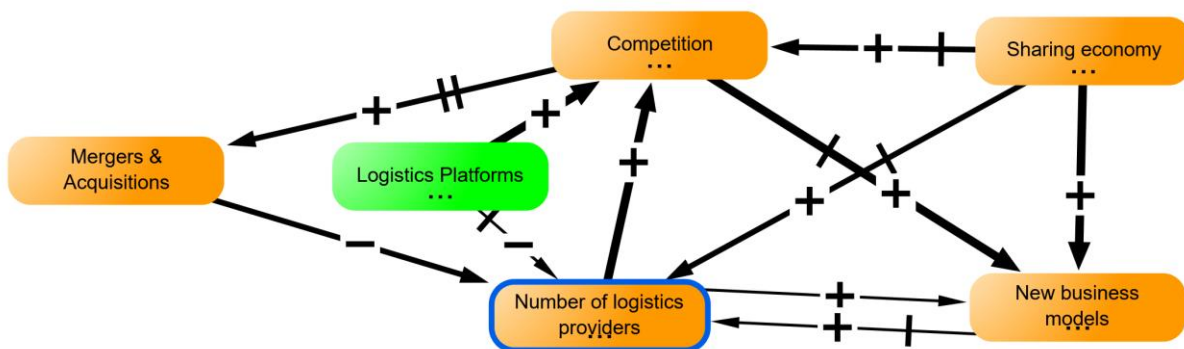 Competition
...
Sharing economy
...
Mergers &
Acquisitions
Logistics Platforms
...
Number of logistics
providers
...
New business
models
...
+
+
+
+
+
+
+
+
+
+
−
−